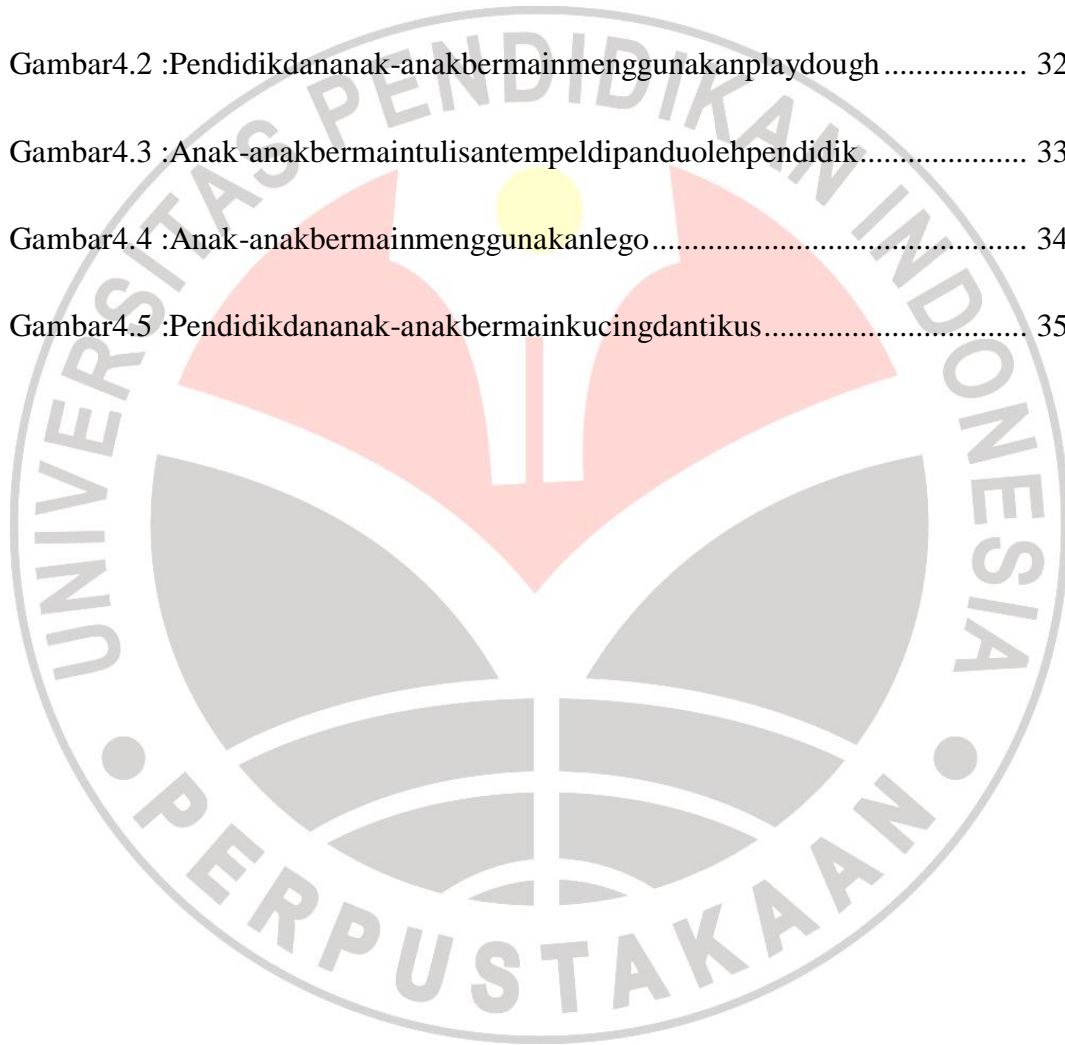 Gambar4.2 :Pendidikdananak-anakbermainmenggunakanplaydough.................. 32
Gambar4.3 :Anak-anakbermaintulisantempeldipanduolehpendidik..................... 33
Gambar4.4 :Anak-anakbermainmenggunakanlego............................................... 34
Gambar4.5 :Pendidikdananak-anakbermainkucingdantikus................................. 35
UNIVERSITAS PENDIDIKAN INDONESIA
PERPUSTAKAAN